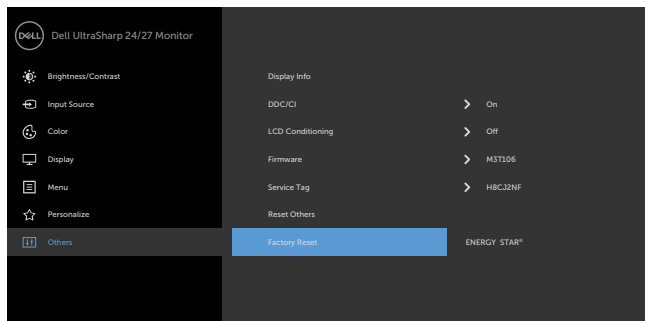 DELL
Dell UltraSharp 24/27 Monitor
Brightness/Contrast
Input Source
Color
Display
Menu
Personalize
Others
Display Info
DDC/CI On
LCD Conditioning Off
Firmware M3T106
Service Tag H8CJ2NF
Reset Others
Factory Reset ENERGY STAR®